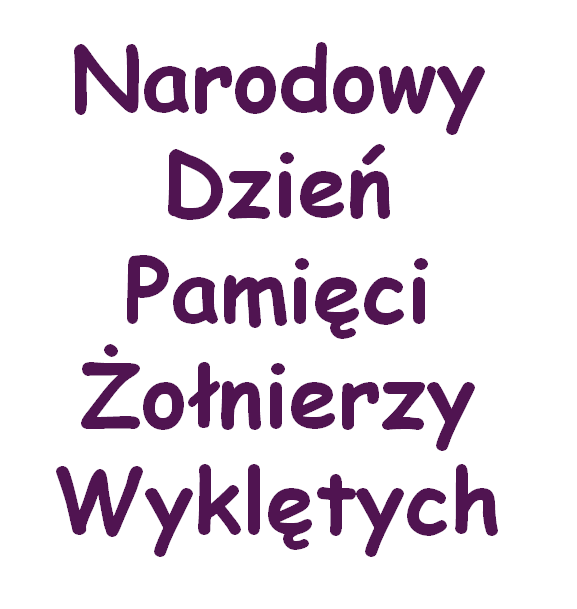 Narodowy
Dzień
Pamięci
Żołnierzy
Wyklętych